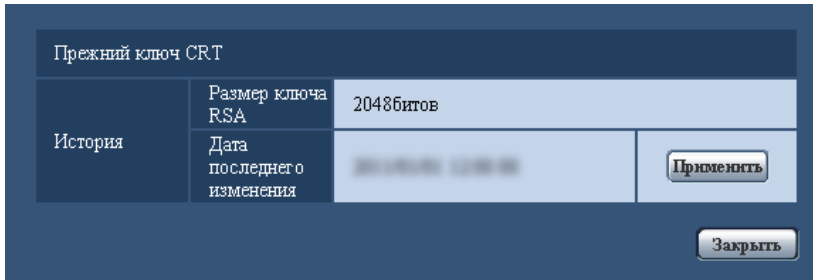 Прежний ключ CRT
История
Размер ключа
RSA
2048битов
Дата
последнего
изменения
Применить
Закрыть